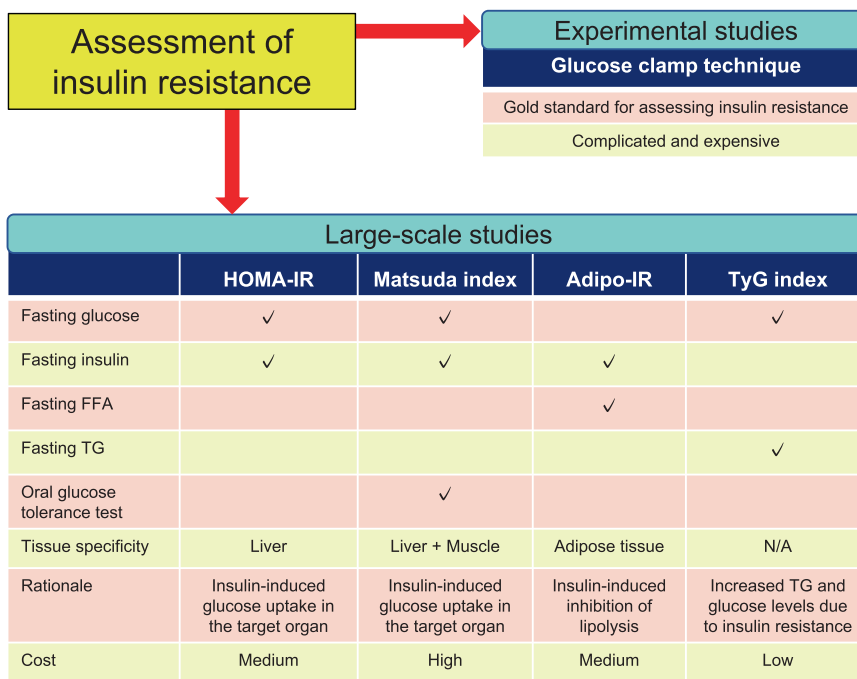 Assessment of
insulin resistance
Experimental studies
Glucose clamp technique
Gold standard for assessing insulin resistance
Complicated and expensive
Large-scale studies
HOMA-IR Matsuda index Adipo-IR TyG index
Fasting glucose ✓ ✓ ✓
Fasting insulin ✓ ✓ ✓
Fasting FFA ✓
Fasting TG ✓
Oral glucose
tolerance test ✓
Tissue specificity Liver Liver + Muscle Adipose tissue N/A
Rationale Insulin-induced Insulin-induced Insulin-induced Increased TG and
glucose uptake in glucose uptake in inhibition of glucose levels due
the target organ the target organ lipolysis to insulin resistance
Cost Medium High Medium Low